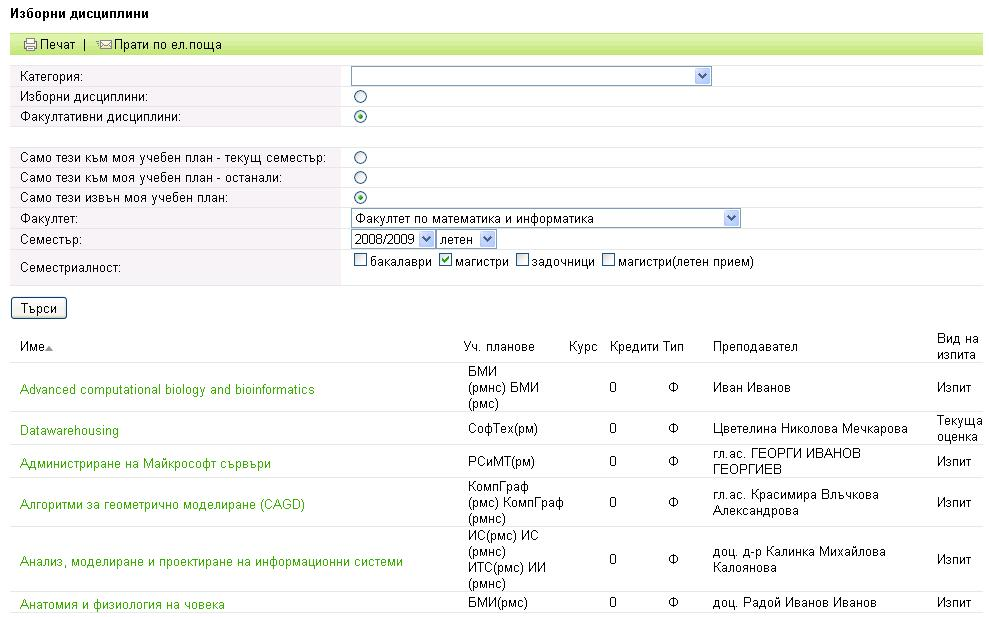 Изборни дисциплини
Печат | Прати по ел.поща
Категория:
Изборни дисциплини:
Факултативни дисциплини:
Само тези към моя учебен план - текущ семестър:
Само тези към моя учебен план - останали:
Само тези извън моя учебен план:
Факултет: Факултет по математика и информатика
Семестър: 2008/2009 летен
Семестриалност: бакалаври магистри задочници магистри(летен прием)
Търси
Име Уч. планове Курс Кредити Тип Преподавател Вид на
изпита
Advanced computational biology and bioinformatics БМИ
(рмнс) БМИ
(рмс) 0 Ф Иван Иванов Изпит
Datawarehousing СофТех(рм) 0 Ф Цветелина Николова Мечкарова Текуща
оценка
Администриране на Майкрософт сървъри РСиМТ(рм) 0 Ф гл.ас. ГЕОРГИ ИВАНОВ
ГЕОРГИЕВ Изпит
Алгоритми за геометрично моделиране (CAGD) КомпГраф
(рмс) КомпГраф
(рмнс) 0 Ф гл.ас. Красимира Влъчкова
Александрова Изпит
Анализ, моделиране и проектиране на информационни системи ИС(рмс) ИС
(рмнс)
ИТС(рмс) ИИ
(рмнс) 0 Ф доц. д-р Калинка Михайлова
Калоянова Изпит
Анатомия и физиология на човека БМИ(рмс) 0 Ф доц. Радой Иванов Иванов Изпит